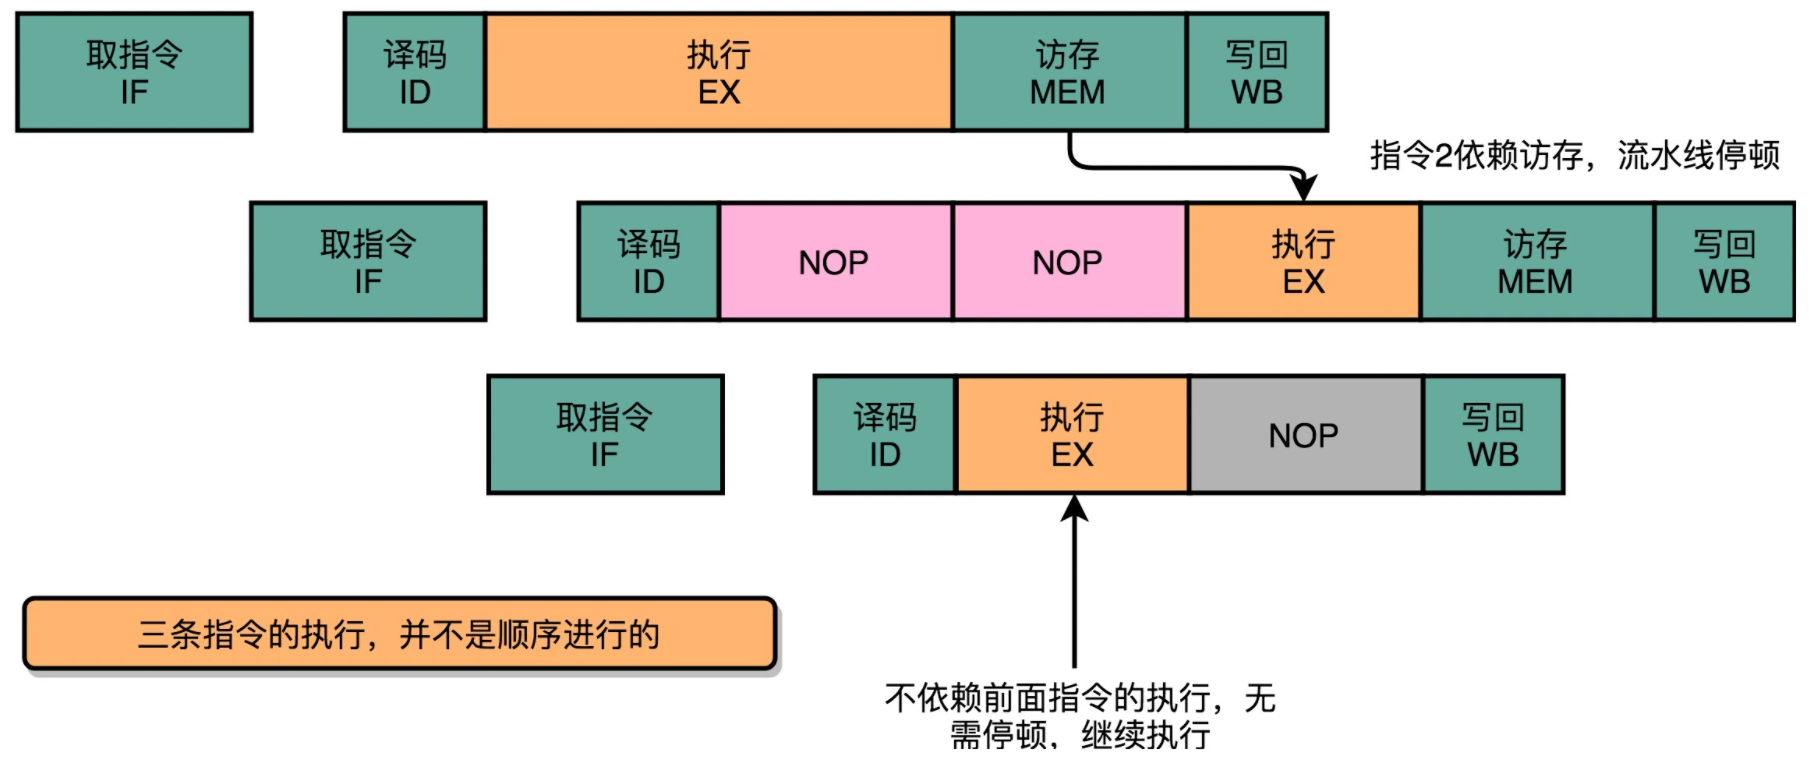 取指令
IF
译码
ID
执行
EX
访存
MEM
写回
WB
指令2依赖访存，流水线停顿
取指令
IF
译码
ID
NOP
NOP
执行
EX
访存
MEM
写回
WB
取指令
IF
译码
ID
执行
EX
NOP
写回
WB
三条指令的执行，并不是顺序进行的
不依赖前面指令的执行，无
需停顿，继续执行